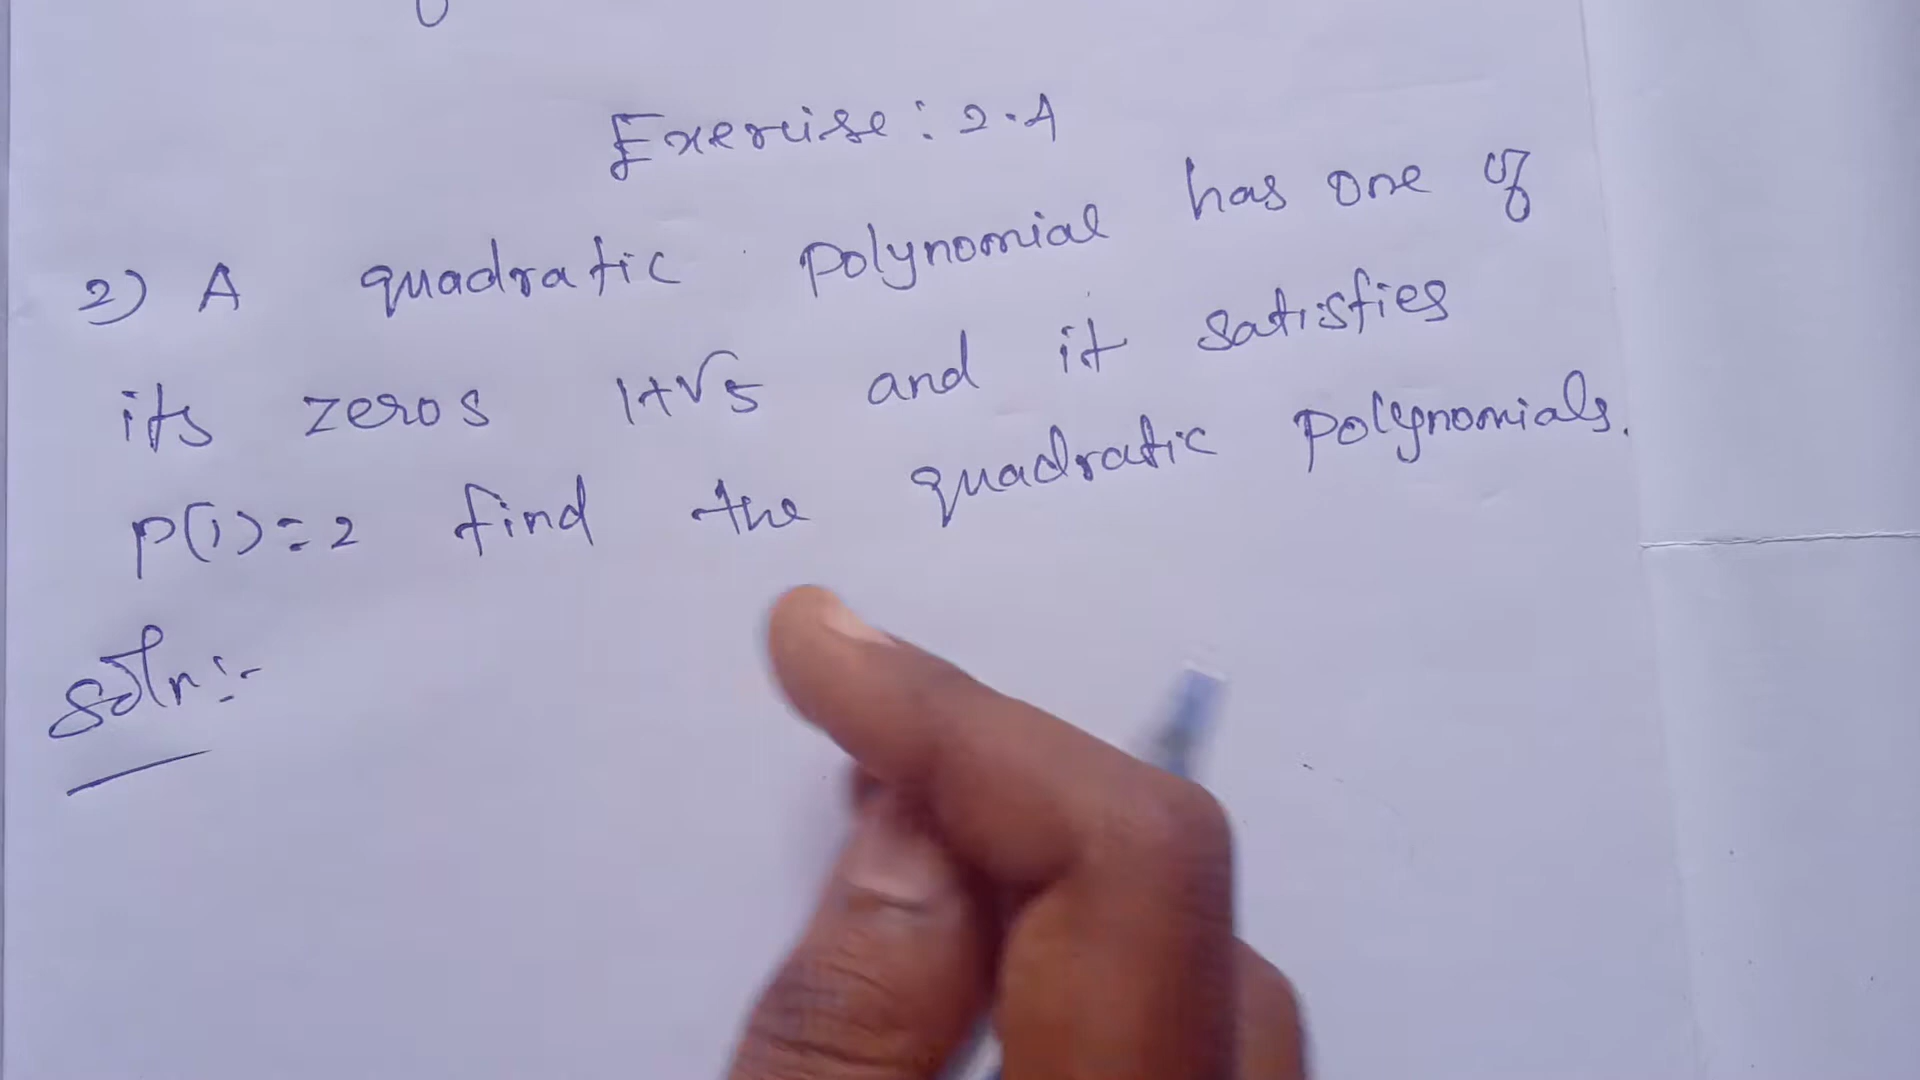 Exercise: 2.4
2) A quadratic polynomial has one of
its zeros 1+√5 and it satisfies
P(1)=2 find the quadratic polynomials.
Soln:-